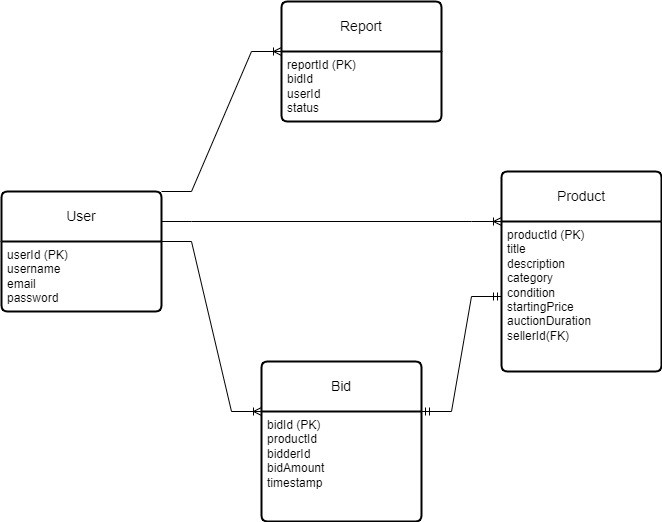 Report
reportId (PK)
bidId
userId
status
User
userId (PK)
username
email
password
Product
productId (PK)
title
description
category
condition
startingPrice
auctionDuration
sellerId(FK)
Bid
bidId (PK)
productId
bidderId
bidAmount
timestamp